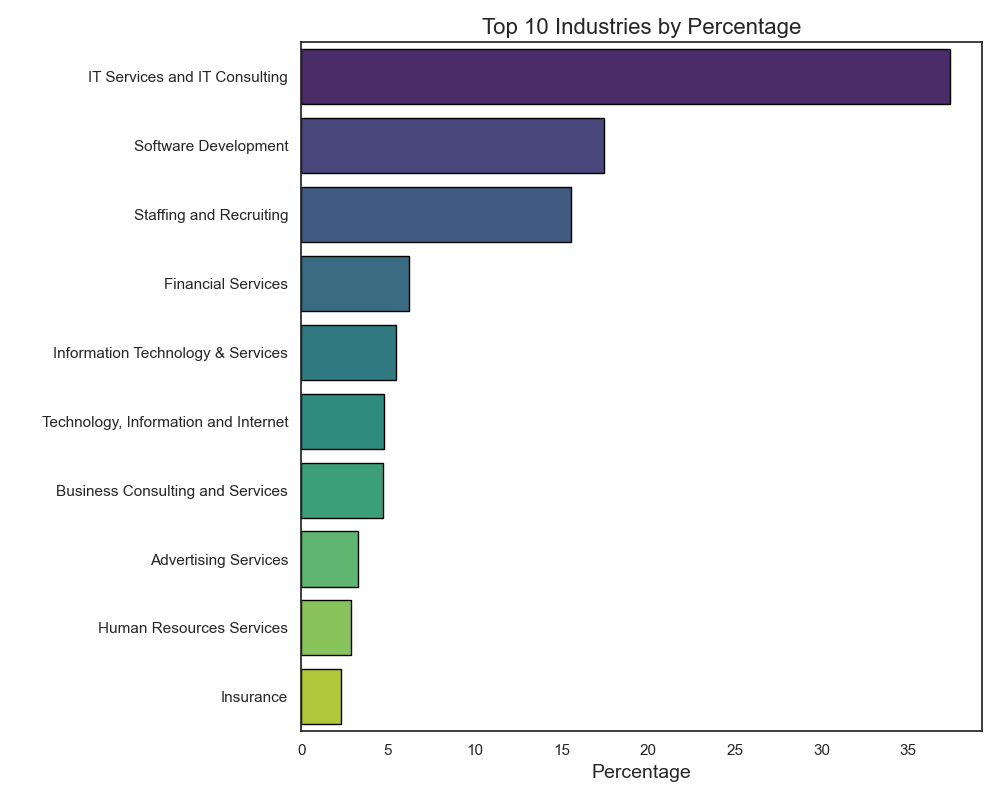 Top 10 Industries by Percentage
IT Services and IT Consulting
Software Development
Staffing and Recruiting
Financial Services
Information Technology & Services
Technology, Information and Internet
Business Consulting and Services
Advertising Services
Human Resources Services
Insurance
0 5 10 15 20 25 30 35
Percentage